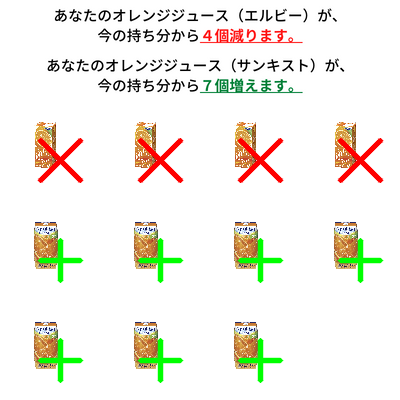 あなたのオレンジジュース（エルビー）が、
今の持ち分から４個減ります。
あなたのオレンジジュース（サンキスト）が、
今の持ち分から７個増えます。